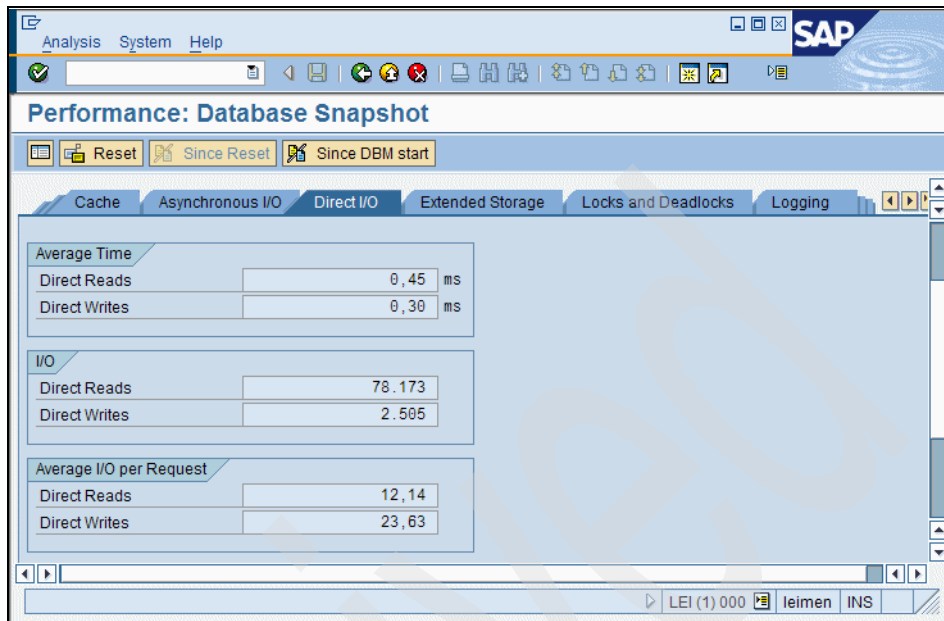 Analysis System Help
SAP
Performance: Database Snapshot
Reset Since Reset Since DBM start
Cache Asynchronous I/O Direct I/O Extended Storage Locks and Deadlocks Logging
Average Time
Direct Reads 0,45 ms
Direct Writes 0,30 ms
I/O
Direct Reads 78.173
Direct Writes 2.505
Average I/O per Request
Direct Reads 12,14
Direct Writes 23,63
LEI (1) 000 leimen INS